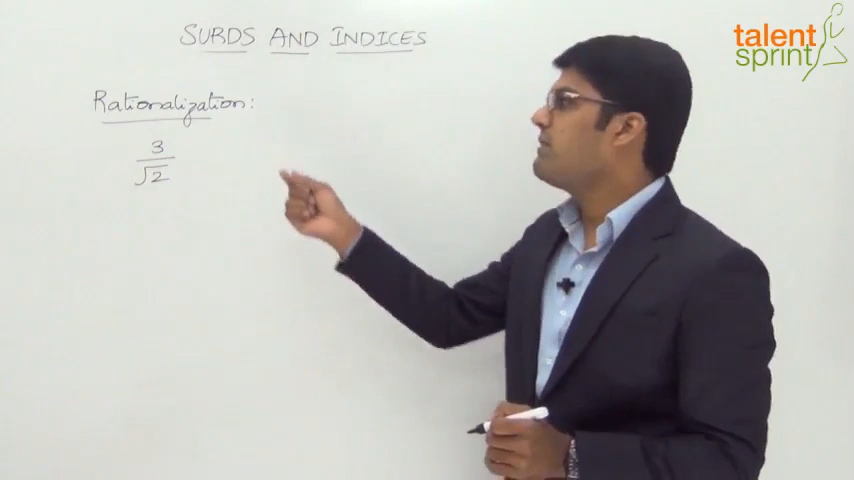 SURDS AND INDICES
talent
sprint
Rationalization:
3
√2